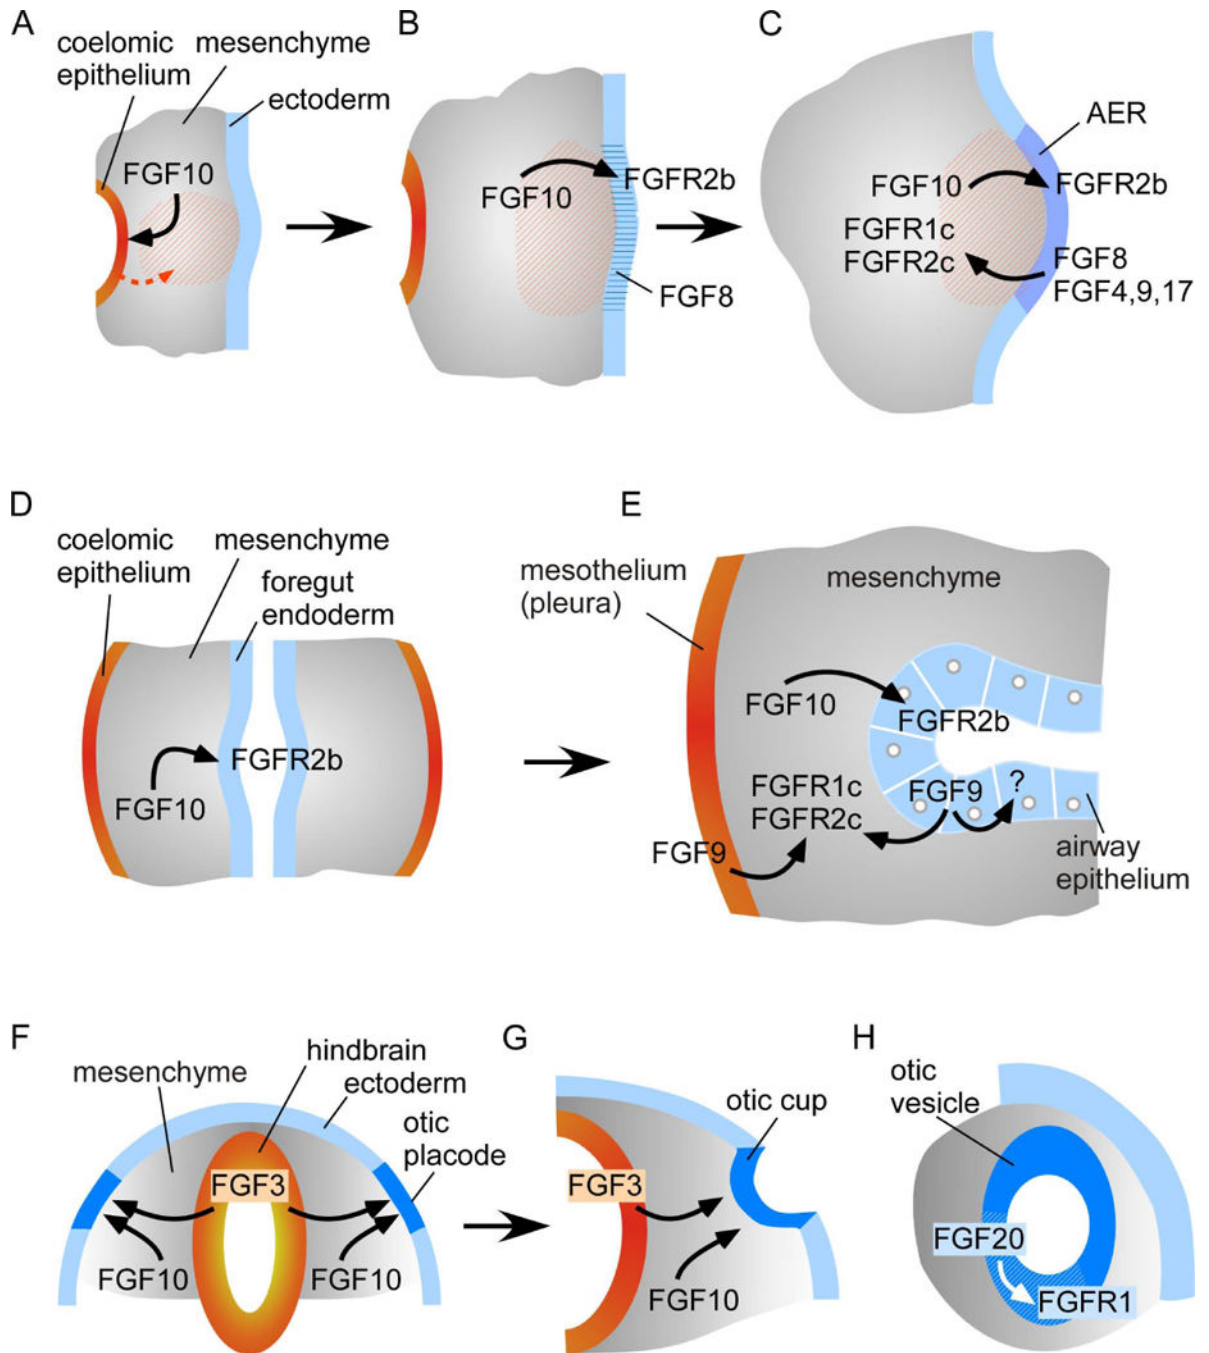 A
coelomic
epithelium
mesenchyme
ectoderm
FGF10
B
FGF10
FGFR2b
FGF8
C
AER
FGF10
FGFR2b
FGFR1c
FGFR2c
FGF8
FGF4,9,17
D
coelomic
epithelium
mesenchyme
foregut
endoderm
FGFR2b
FGF10
E
mesothelium
(pleura)
mesenchyme
FGF10
FGFR2b
FGFR1c
FGFR2c
FGF9
?
FGF9
airway
epithelium
F
mesenchyme
hindbrain
ectoderm
otic
placode
FGF3
FGF10
FGF10
G
otic cup
FGF3
FGF10
H
otic
vesicle
FGF20
FGFR1